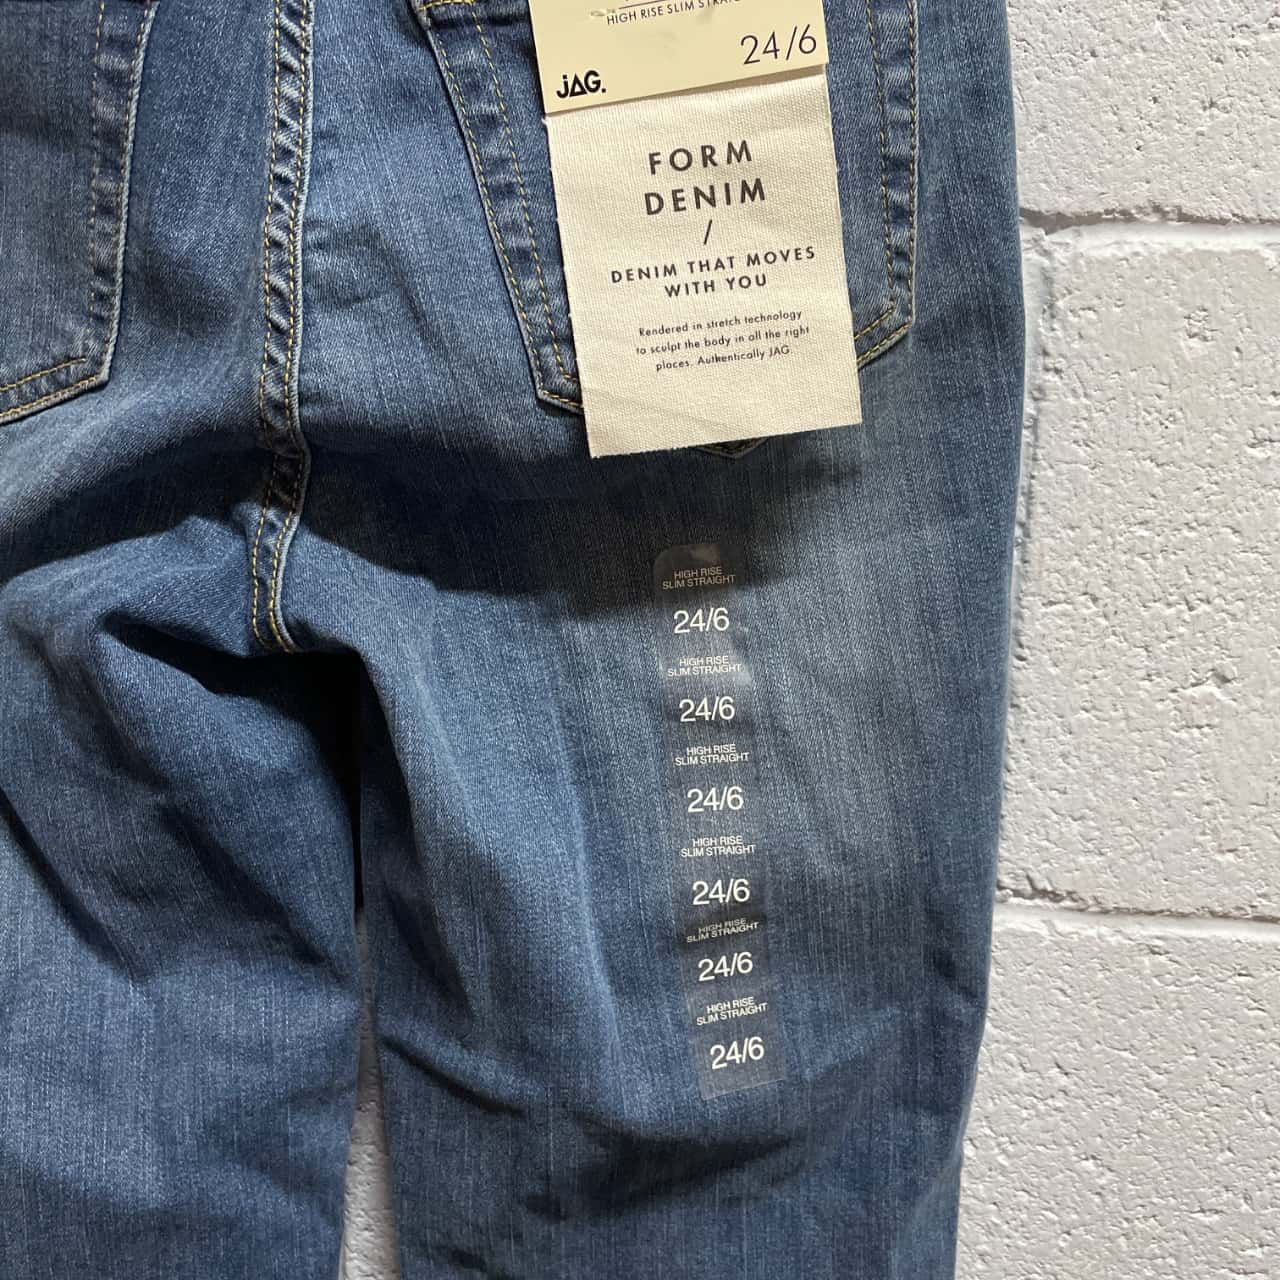 HIGH RISE SLIM
24/6
JAG.
FORM
DENIM
/
DENIM THAT MOVES
WITH YOU
Rendered in stretch technology
to sculpt the body in all the right
places. Authentically JAG.
HIGH RISE
SLIM STRAIGHT
24/6
HIGH RISE
SLIM STRAIGHT
24/6
HIGH RISE
SLIM STRAIGHT
24/6
HIGH RISE
SLIM STRAIGHT
24/6
HIGH RISE
SLIM STRAIGHT
24/6
HIGH RISE
SLIM STRAIGHT
24/6